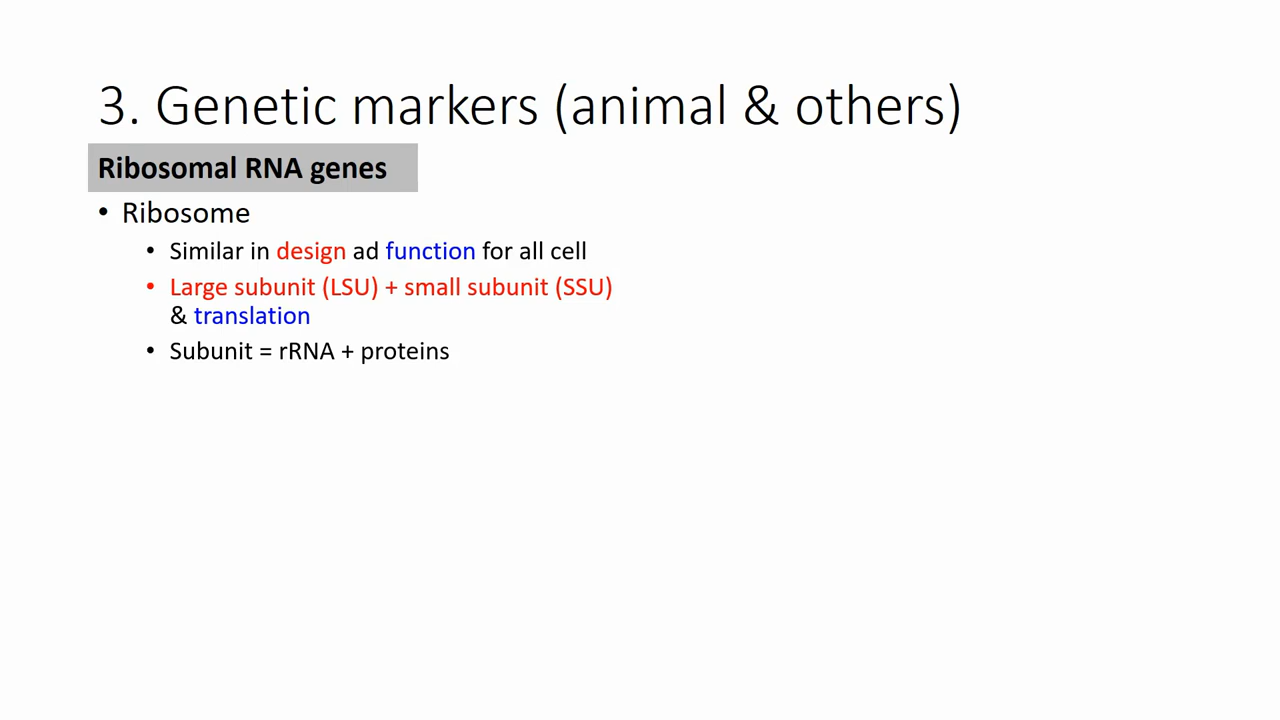 3. Genetic markers (animal & others)
Ribosomal RNA genes
• Ribosome
• Similar in design ad function for all cell
• Large subunit (LSU) + small subunit (SSU)
& translation
• Subunit = rRNA + proteins